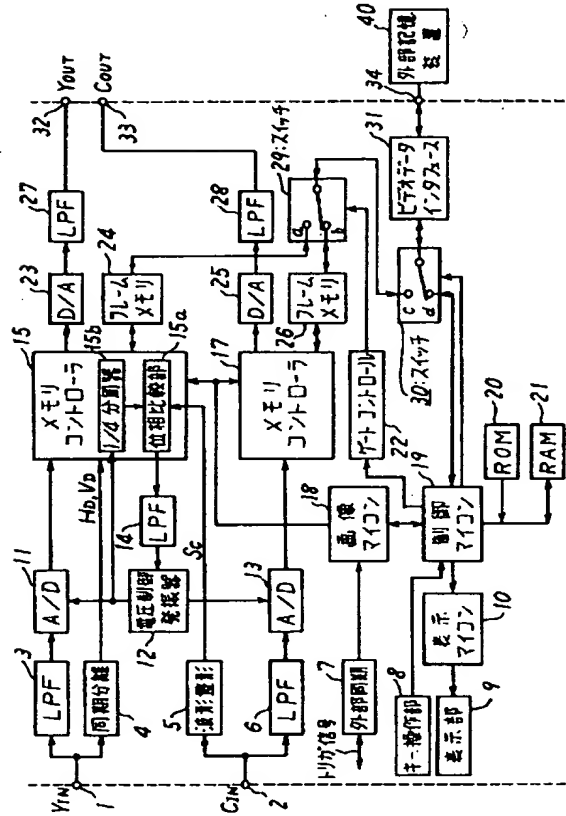 YIN
1
3
LPF
11
A/D
HD,VD
同期分離
4
15
メモリ
コントローラ
15b
1/4分周器
15a
位相比較部
23
D/A
27
LPF
32
YOUT
COUT
33
24
フレーム
メモリ
14
LPF
12
電圧制御
発振器
SC
5
波形整形
CIN
2
6
LPF
13
A/D
17
メモリ
コントローラ
25
D/A
28
LPF
26
フレーム
メモリ
29:スイッチ
a
b
トリガ信号
7
外部同期
18
画像
マイコン
22
ゲートコントロール
30:スイッチ
c
d
31
ビデオデータ
インタフェース
34
40
外部記憶
装置
8
キー操作部
19
制御
マイコン
表示
マイコン
10
表示部
9
20
ROM
21
RAM